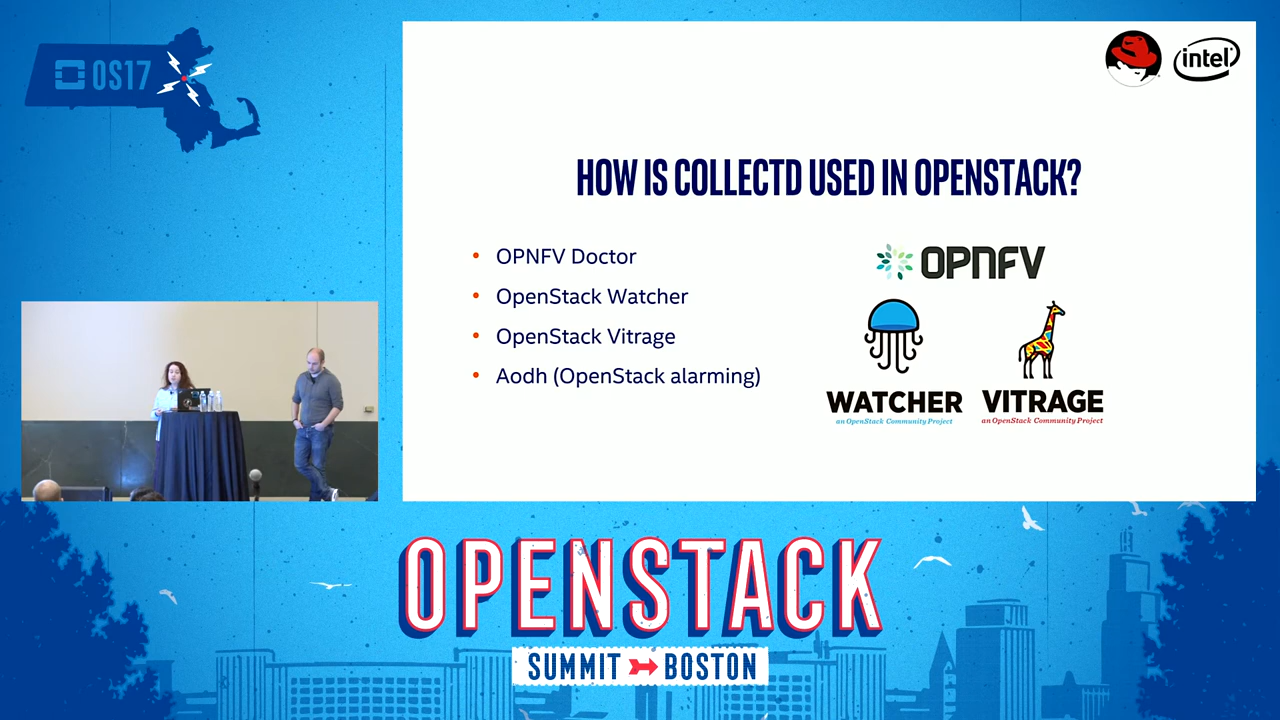 OS17
intel
HOW IS COLLECTD USED IN OPENSTACK?
• OPNFV Doctor
• OpenStack Watcher
• OpenStack Vitrage
• Aodh (OpenStack alarming)
OPNFV
WATCHER
an OpenStack Community Project
VITRAGE
an OpenStack Community Project
OPENSTACK
SUMMIT BOSTON